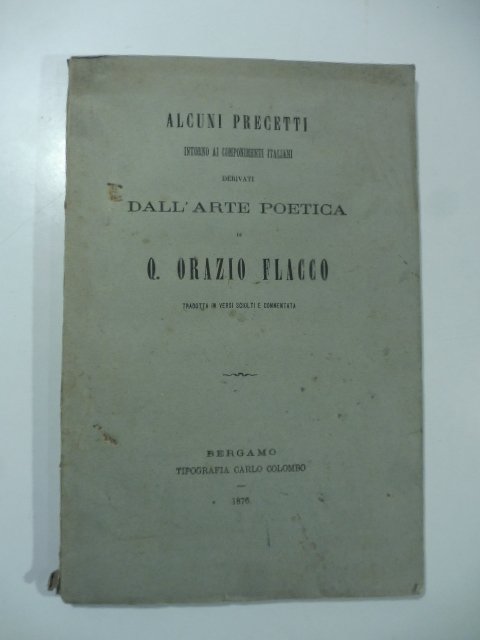 ALCUNI PRECETTI
INTORNO AI COMPONIMENTI ITALIANI
DERIVATI
DALL'ARTE POETICA
DI
Q. ORAZIO FLACCO
TRADOTTA IN VERSI SCIOLTI E COMMENTATA
BERGAMO
TIPOGRAFIA CARLO COLOMBO
1876